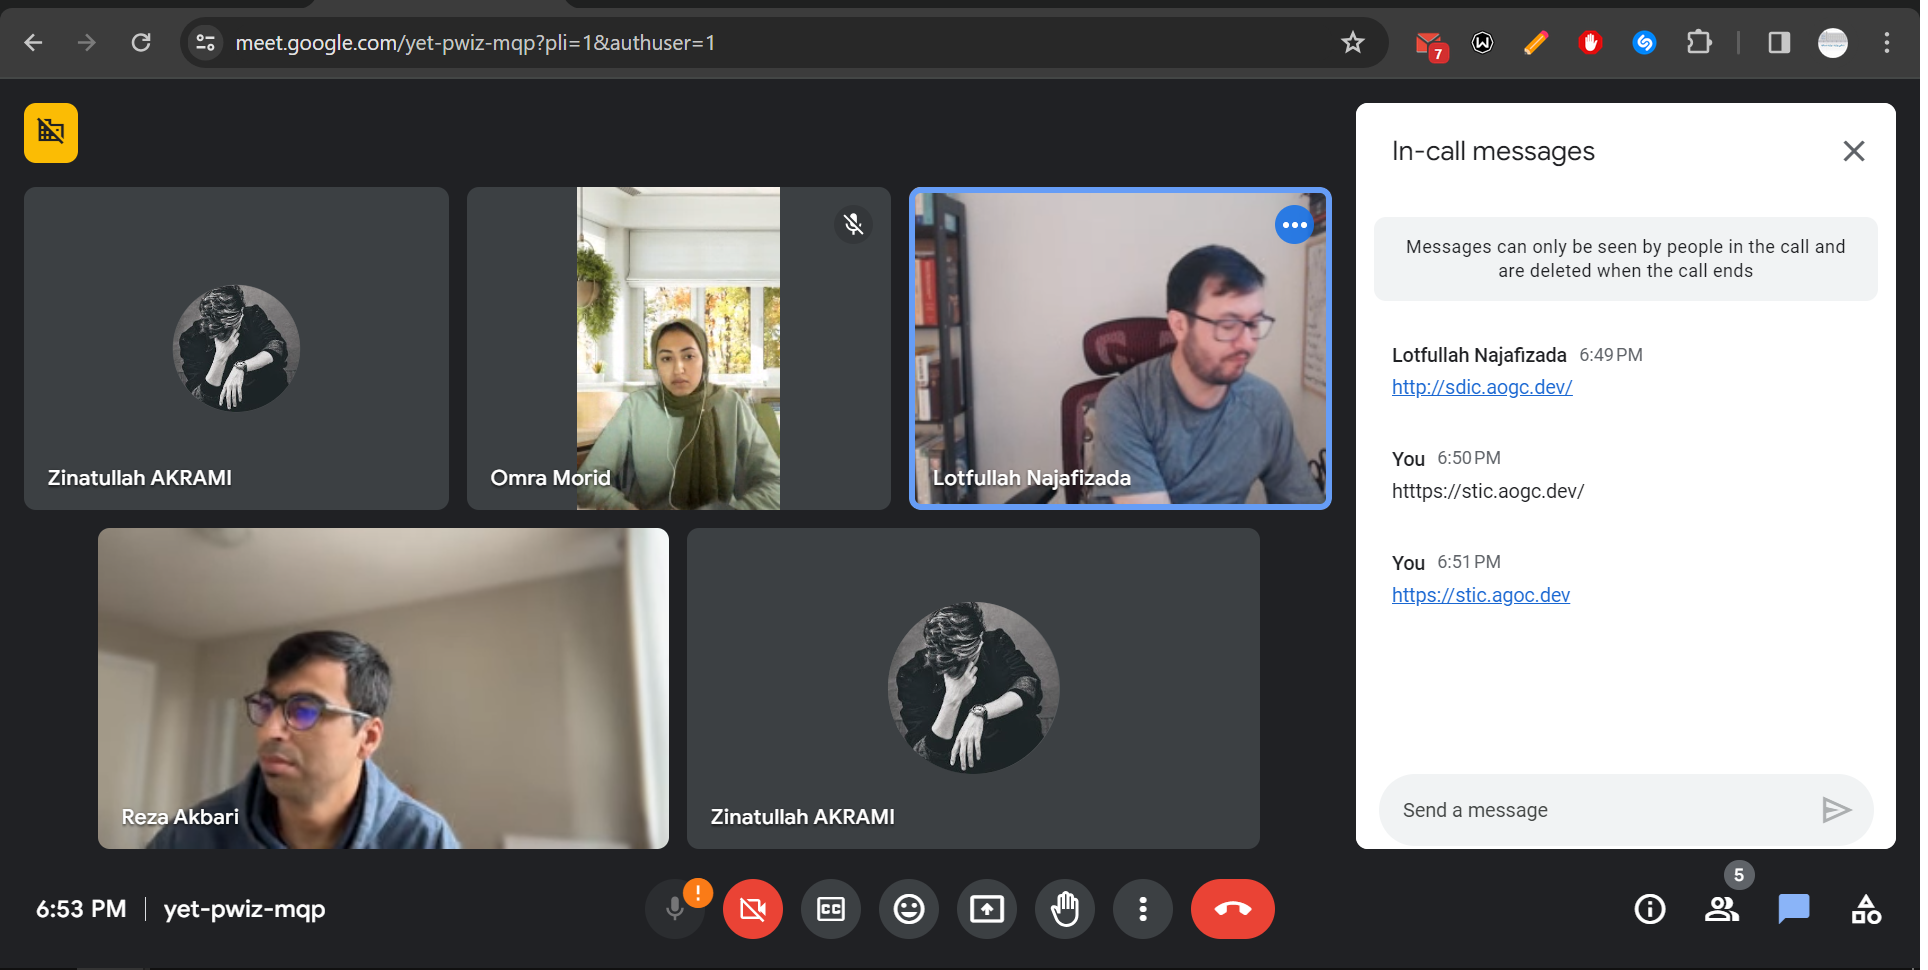 meet.google.com/yet-pwiz-mqp?pli=1&authuser=1
7
In-call messages
Messages can only be seen by people in the call and
are deleted when the call ends
Zinatullah AKRAMI
Omra Morid
Lotfullah Najafizada
Reza Akbari
Zinatullah AKRAMI
Lotfullah Najafizada 6:49 PM
http://sdic.aogc.dev/
You 6:50 PM
htttps://stic.aogc.dev/
You 6:51 PM
https://stic.agoc.dev
Send a message
6:53 PM | yet-pwiz-mqp
CC
5